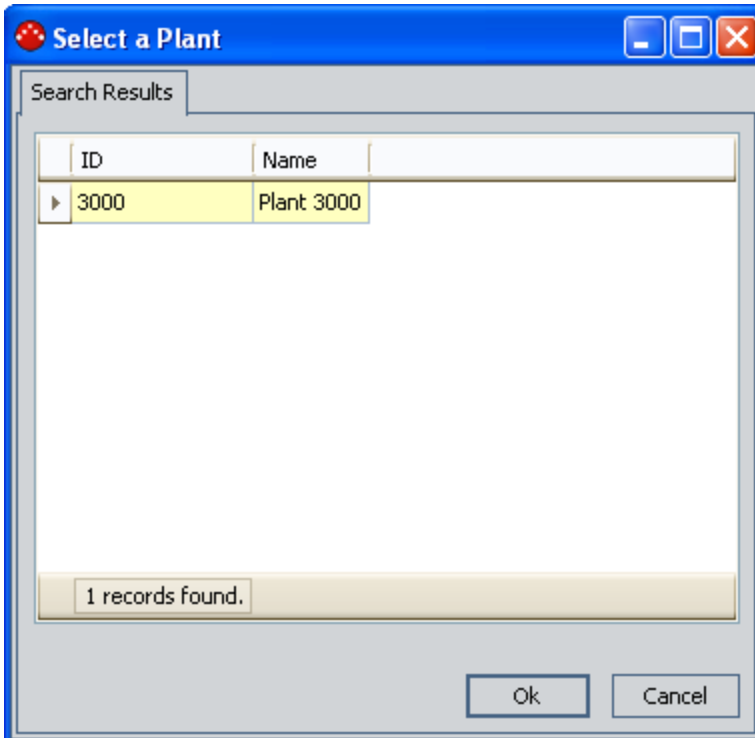 Select a Plant
Search Results
ID Name
3000 Plant 3000
1 records found.
Ok Cancel